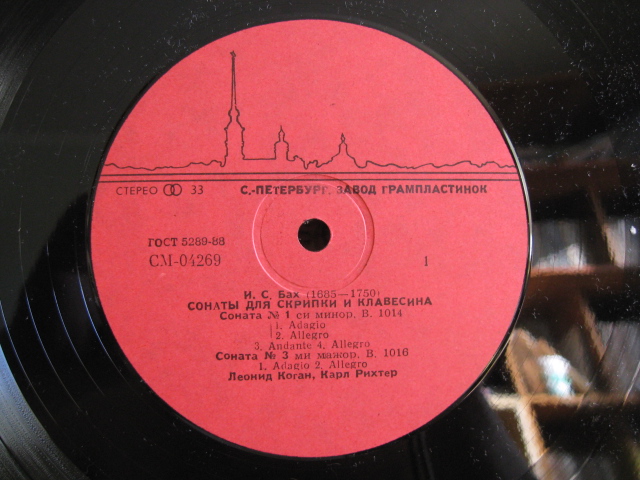 СТЕРЕО 33 С.-ПЕТЕРБУРГ. ЗАВОД ГРАМПЛАСТИНОК
ГОСТ 5289-88
СМ-04269 1
И. С. Бах (1685—1750)
СОНАТЫ ДЛЯ СКРИПКИ И КЛАВЕСИНА
Соната № 1 си минор. В. 1014
1. Adagio
2. Allegro
3. Andante 4. Allegro
Соната № 3 ми мажор. В. 1016
1. Adagio 2. Allegro
Леонид Коган, Карл Рихтер